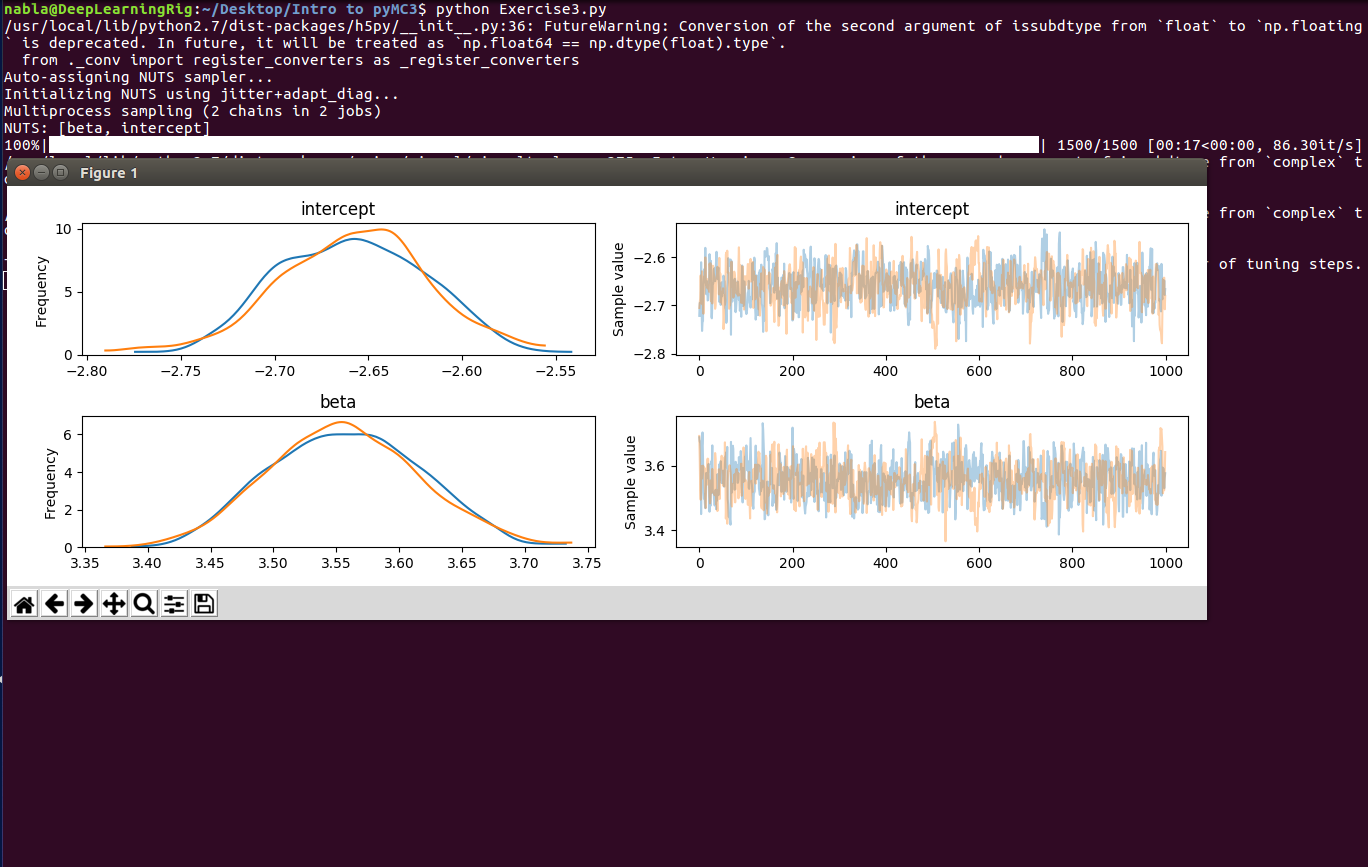 nabla@DeepLearningRig:~/Desktop/Intro to pyMC3$ python Exercise3.py
/usr/local/lib/python2.7/dist-packages/h5py/__init__.py:36: FutureWarning: Conversion of the second argument of issubdtype from `float` to `np.floating
` is deprecated. In future, it will be treated as `np.float64 == np.dtype(float).type`.
  from ._conv import register_converters as _register_converters
Auto-assigning NUTS sampler...
Initializing NUTS using jitter+adapt_diag...
Multiprocess sampling (2 chains in 2 jobs)
NUTS: [beta, intercept]
100%| | 1500/1500 [00:17<00:00, 86.30it/s]
from `complex` t
from `complex` t
of tuning steps.
Figure 1
intercept
Frequency
10
5
0
−2.80 −2.75 −2.70 −2.65 −2.60 −2.55
intercept
Sample value
−2.6
−2.7
−2.8
0 200 400 600 800 1000
beta
Frequency
6
4
2
0
3.35 3.40 3.45 3.50 3.55 3.60 3.65 3.70 3.75
beta
Sample value
3.6
3.4
0 200 400 600 800 1000